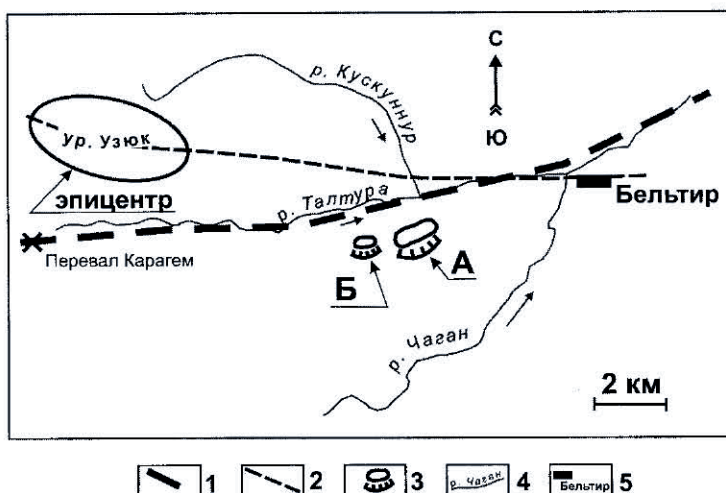 С
р. Кускуннур
Ю
ур. Узюк
эпицентр
р. Талтура
Бельтир
Перевал Карагем
Б
А
р. Чаган
2 км
1
2
3
р. Чаган
4
Бельтир
5